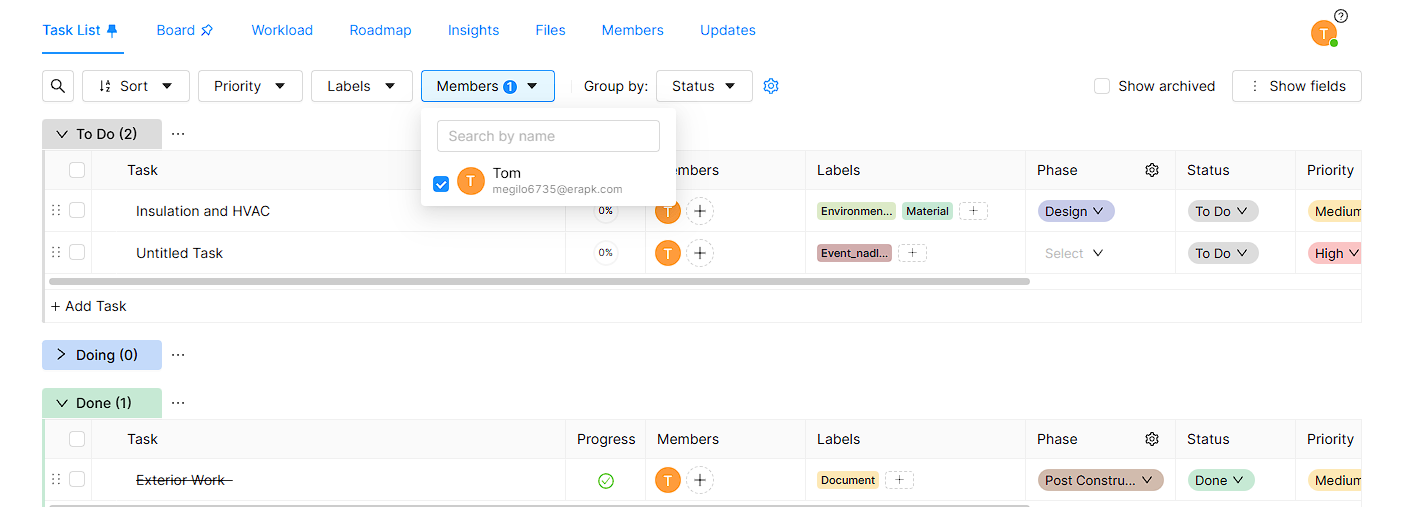 Task List Board Workload Roadmap Insights Files Members Updates
?
T
Sort Priority Labels Members 1 Group by: Status Show archived Show fields
To Do (2) ...
Search by name
T Tom
megilo6735@erapk.com
Task Labels Phase Status Priority
Insulation and HVAC 0% T + Environmen... Material + Design To Do Medium
Untitled Task 0% T + Event_nadl... + Select To Do High
+ Add Task
Doing (0) ...
Done (1) ...
Task Progress Members Labels Phase Status Priority
Exterior Work T + Document + Post Constru... Done Medium